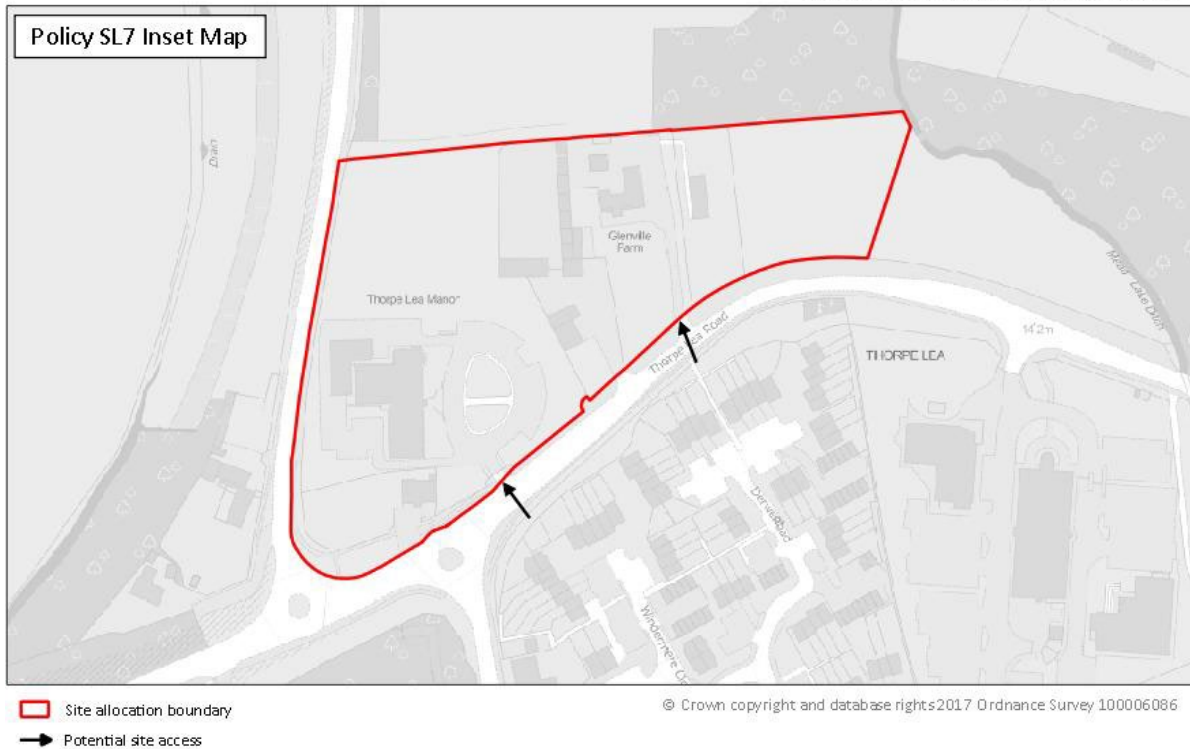 Policy SL7 Inset Map
Drain
Glenville
Farm
Thorpe Lea Manor
Thorpe Lea Road
Mead Lake Ditch
14.2m
THORPE LEA
Derwent Road
Windermere
Site allocation boundary
© Crown copyright and database rights 2017 Ordnance Survey 100006086
Potential site access